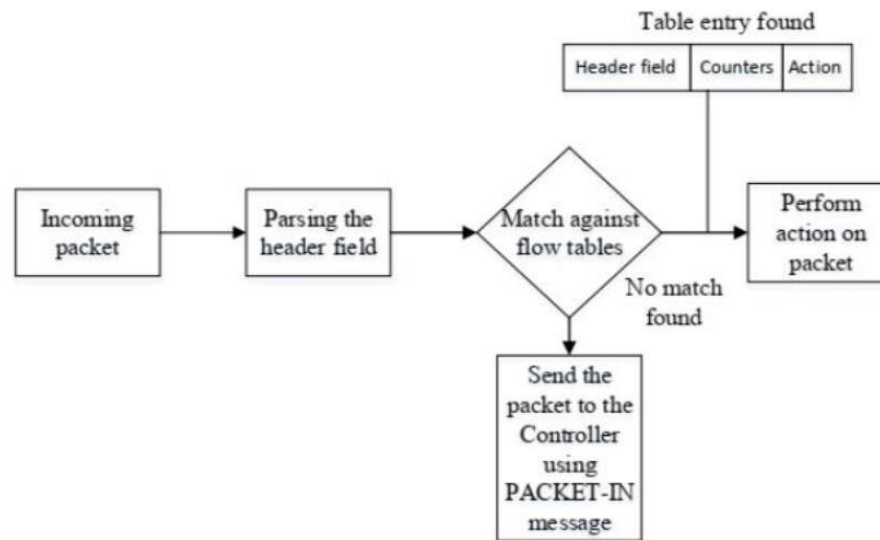 Table entry found
Header field Counters Action
Incoming
packet
Parsing the
header field
Match against
flow tables
Perform
action on
packet
No match
found
Send the
packet to the
Controller
using
PACKET-IN
message